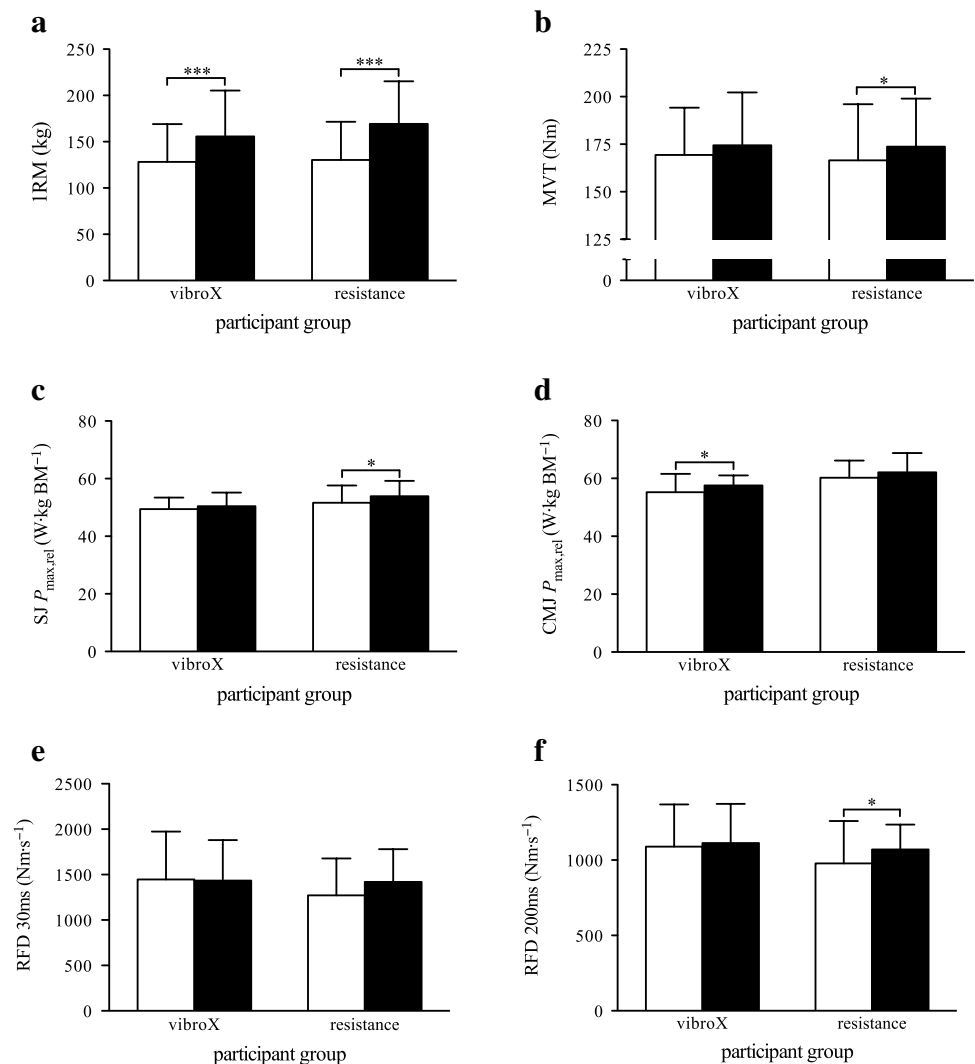 a
1RM (kg)
250
200
150
100
50
0
***
***
vibroX resistance
participant group
b
MVT (Nm)
225
200
175
150
125
0
*
vibroX resistance
participant group
c
SJ Pmax,rel (W·kg BM−1)
80
60
40
20
0
*
vibroX resistance
participant group
d
CMJ Pmax,rel (W·kg BM−1)
80
60
40
20
0
*
vibroX resistance
participant group
e
RFD 30ms (Nm·s−1)
2500
2000
1500
1000
500
0
vibroX resistance
participant group
f
RFD 200ms (Nm·s−1)
1500
1000
500
0
*
vibroX resistance
participant group